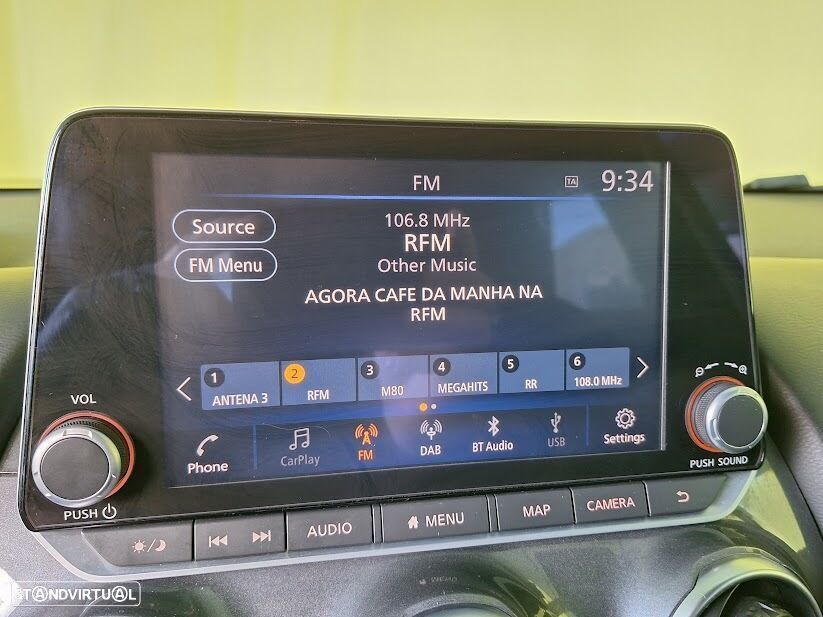 FM
TA
9:34
Source
106.8 MHz
RFM
FM Menu
Other Music
AGORA CAFE DA MANHA NA
RFM
1
ANTENA 3
2
RFM
3
M80
4
MEGAHITS
5
RR
6
108.0 MHz
VOL
Phone
CarPlay
FM
DAB
BT Audio
USB
Settings
PUSH
PUSH SOUND
AUDIO
MENU
MAP
CAMERA
STANDVIRTUAL